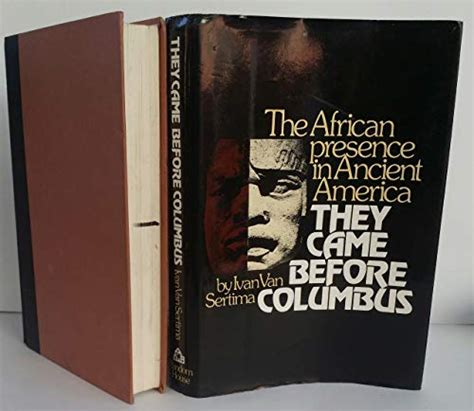 THEY CAME BEFORE COLUMBUS Ivan Van Sertima
Random
House
The African
presence
in Ancient
America
THEY
CAME
by Ivan Van BEFORE
Sertima COLUMBUS